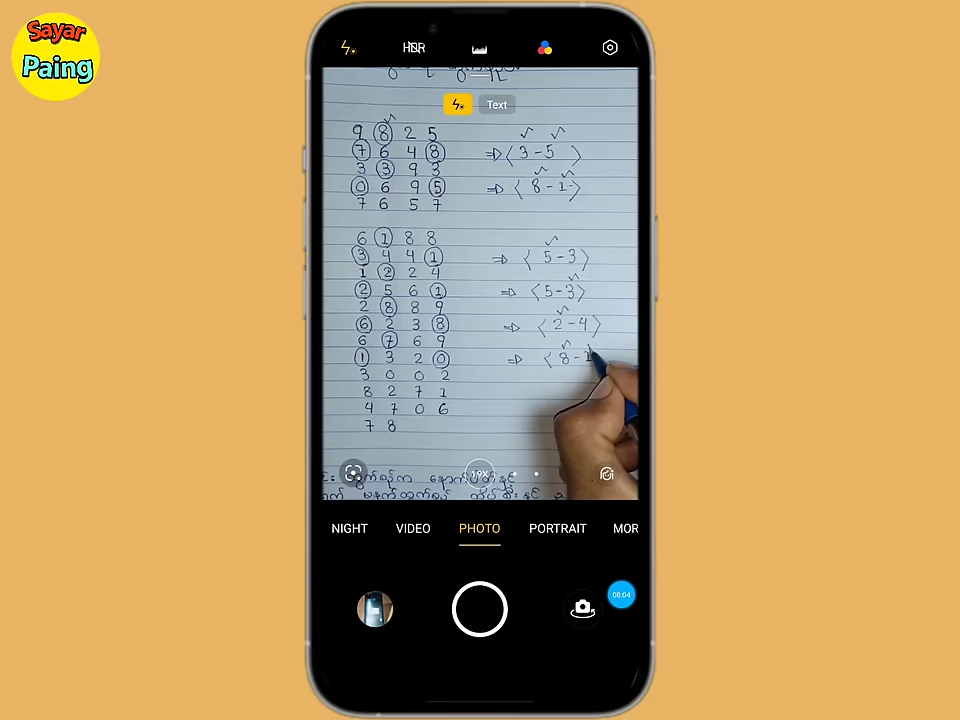 Sayar
Paing
HDR
Text
9 8 2 5
7 6 4 8 ⇒ ⟨ 3 - 5 ⟩
3 3 9 3
0 6 9 5 ⇒ ⟨ 8 - 1 ⟩
7 6 5 7
6 1 8 8
3 4 4 1 ⇒ ⟨ 5 - 3 ⟩
1 2 2 4
2 5 6 1 ⇒ ⟨ 5 - 3 ⟩
2 8 8 9
6 2 3 8 ⇒ ⟨ 2 - 4 ⟩
6 7 6 9
1 3 2 0 ⇒ ⟨ 8 - 1
3 0 0 2
8 2 7 1
4 7 0 6
7 8
NIGHT VIDEO PHOTO PORTRAIT MOR
08:04